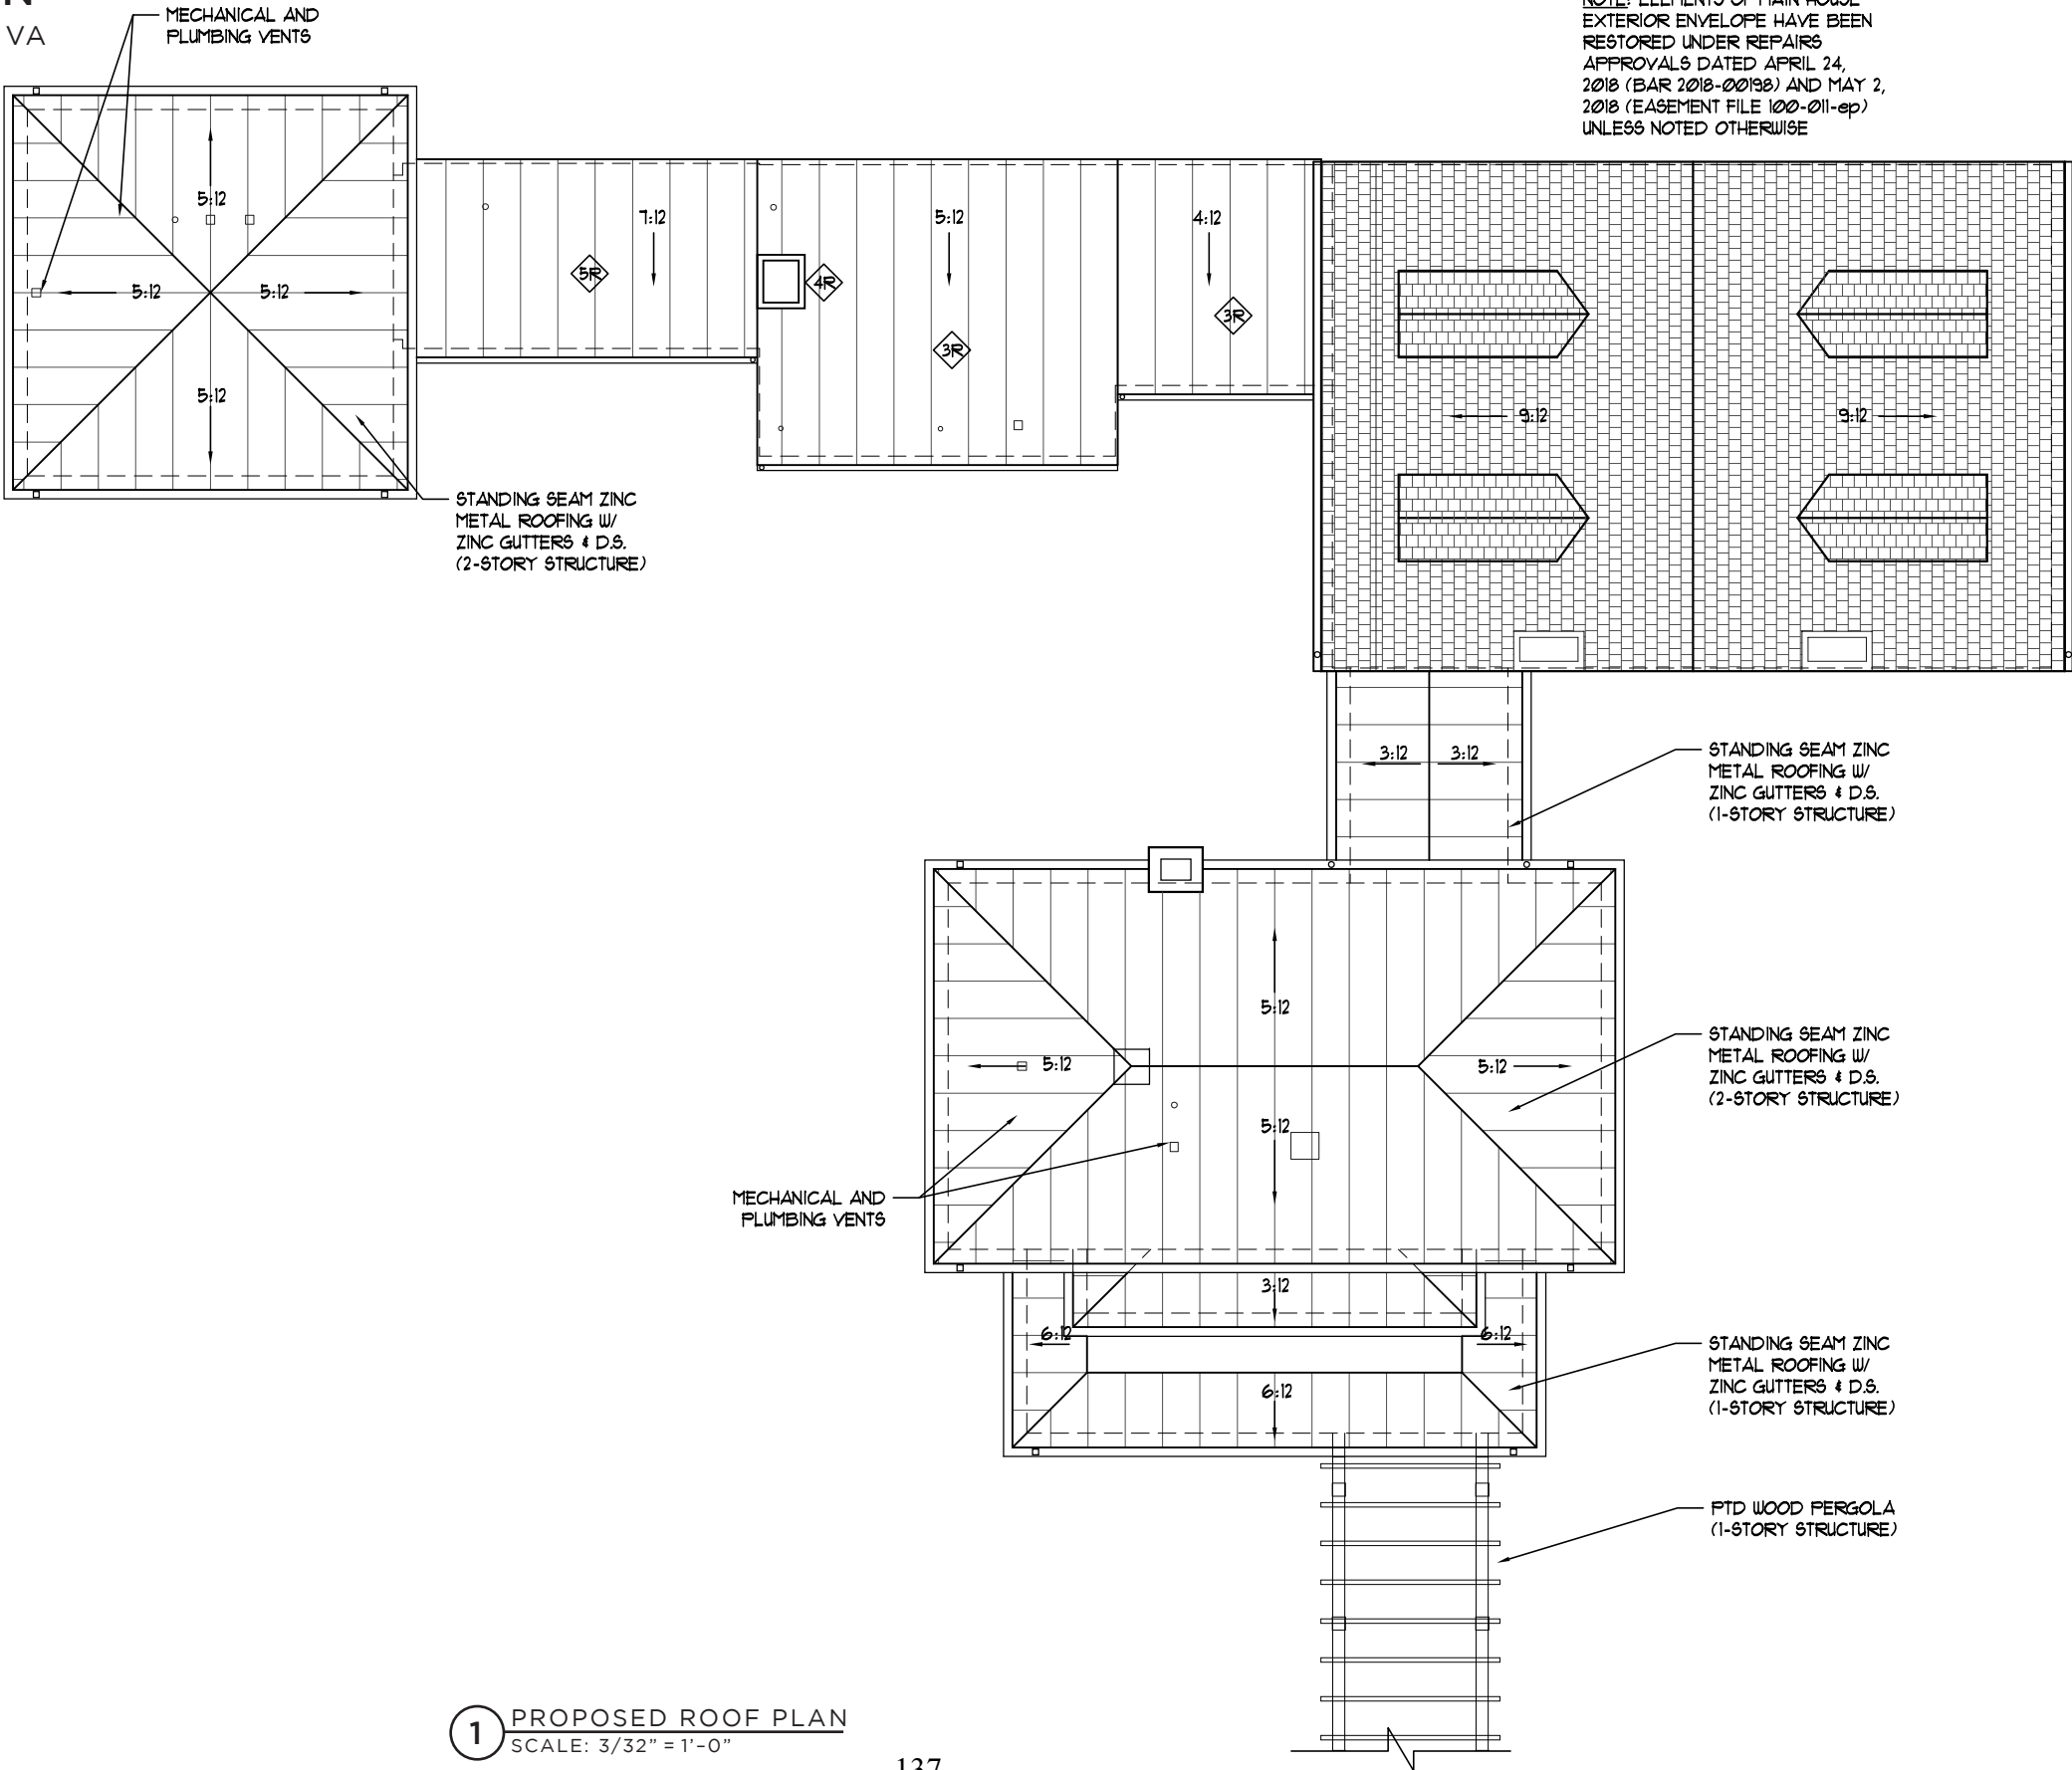 VA
MECHANICAL AND
PLUMBING VENTS
NOTE: ELEMENTS OF MAIN HOUSE
EXTERIOR ENVELOPE HAVE BEEN
RESTORED UNDER REPAIRS
APPROVALS DATED APRIL 24,
2018 (BAR 2018-00198) AND MAY 2,
2018 (EASEMENT FILE 100-011-ep)
UNLESS NOTED OTHERWISE
5:12
7:12
5:12
4:12
5R
4R
5:12
5:12
3R
3R
5:12
9:12
9:12
STANDING SEAM ZINC
METAL ROOFING W/
ZINC GUTTERS & D.S.
(2-STORY STRUCTURE)
3:12
3:12
STANDING SEAM ZINC
METAL ROOFING W/
ZINC GUTTERS & D.S.
(1-STORY STRUCTURE)
5:12
5:12
5:12
STANDING SEAM ZINC
METAL ROOFING W/
ZINC GUTTERS & D.S.
(2-STORY STRUCTURE)
5:12
MECHANICAL AND
PLUMBING VENTS
3:12
6:12
6:12
6:12
STANDING SEAM ZINC
METAL ROOFING W/
ZINC GUTTERS & D.S.
(1-STORY STRUCTURE)
PTD WOOD PERGOLA
(1-STORY STRUCTURE)
1
PROPOSED ROOF PLAN
SCALE: 3/32" = 1'-0"
137